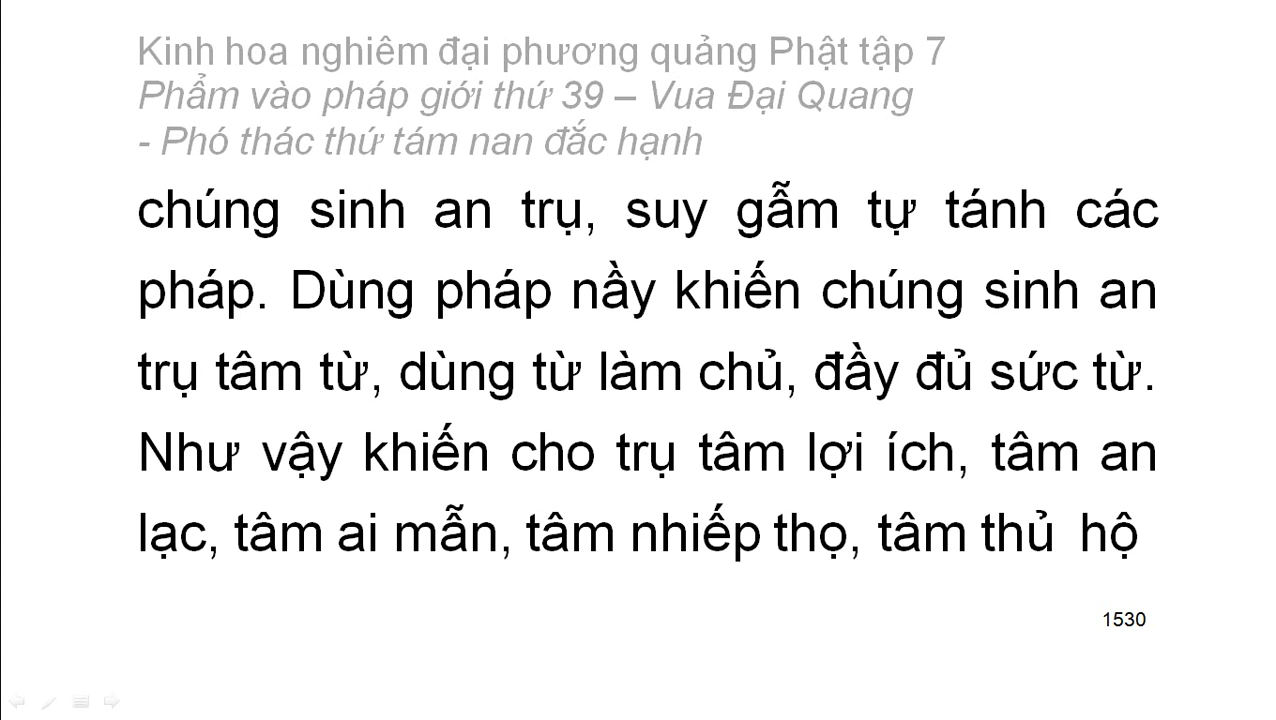 Kinh hoa nghiêm đại phương quảng Phật tập 7
Phẩm vào pháp giới thứ 39 – Vua Đại Quang
- Phó thác thứ tám nan đắc hạnh
chúng sinh an trụ, suy gẫm tự tánh các
pháp. Dùng pháp nầy khiến chúng sinh an
trụ tâm từ, dùng từ làm chủ, đầy đủ sức từ.
Như vậy khiến cho trụ tâm lợi ích, tâm an
lạc, tâm ai mẫn, tâm nhiếp thọ, tâm thủ hộ
1530